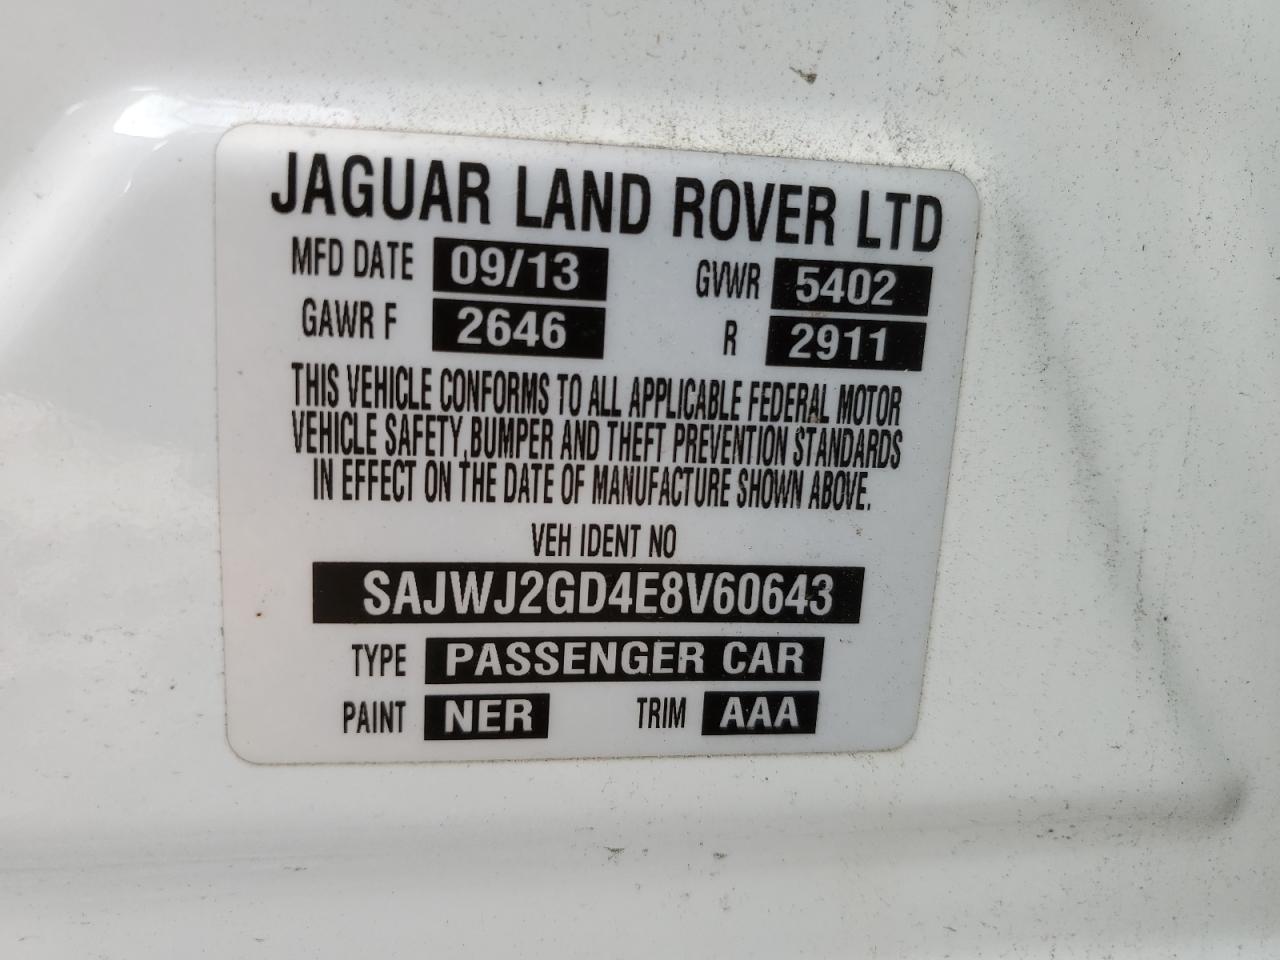 JAGUAR LAND ROVER LTD
MFD DATE 09/13 GVWR 5402
GAWR F 2646 R 2911
THIS VEHICLE CONFORMS TO ALL APPLICABLE FEDERAL MOTOR
VEHICLE SAFETY,BUMPER AND THEFT PREVENTION STANDARDS
IN EFFECT ON THE DATE OF MANUFACTURE SHOWN ABOVE.
VEH IDENT NO
SAJWJ2GD4E8V60643
TYPE PASSENGER CAR
PAINT NER TRIM AAA